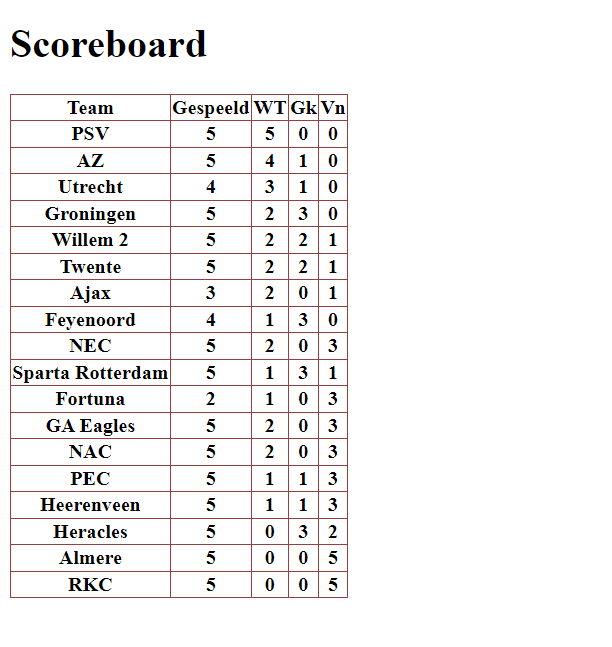 Scoreboard
Team Gespeeld WT Gk Vn
PSV 5 5 0 0
AZ 5 4 1 0
Utrecht 4 3 1 0
Groningen 5 2 3 0
Willem 2 5 2 2 1
Twente 5 2 2 1
Ajax 3 2 0 1
Feyenoord 4 1 3 0
NEC 5 2 0 3
Sparta Rotterdam 5 1 3 1
Fortuna 2 1 0 3
GA Eagles 5 2 0 3
NAC 5 2 0 3
PEC 5 1 1 3
Heerenveen 5 1 1 3
Heracles 5 0 3 2
Almere 5 0 0 5
RKC 5 0 0 5